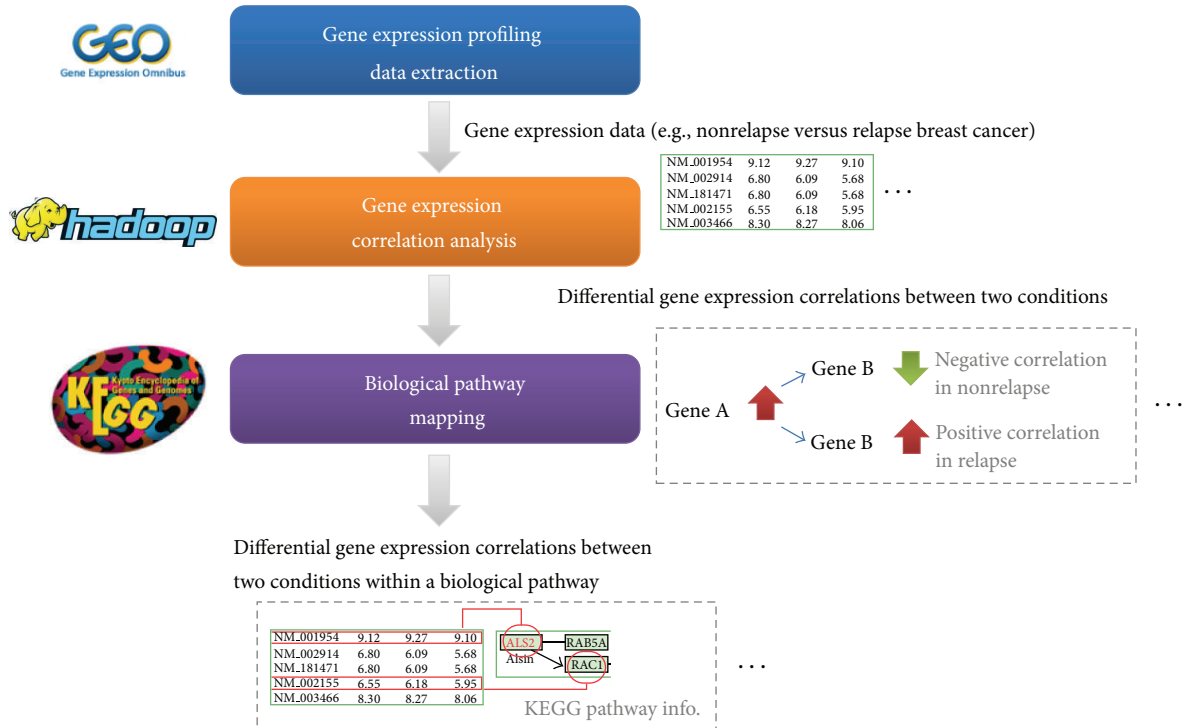 GEO
Gene Expression Omnibus
Gene expression profiling
data extraction
Gene expression data (e.g., nonrelapse versus relapse breast cancer)
NM_001954 9.12 9.27 9.10
NM_002914 6.80 6.09 5.68
NM_181471 6.80 6.09 5.68
NM_002155 6.55 6.18 5.95
NM_003466 8.30 8.27 8.06
...
hadoop
Gene expression
correlation analysis
Differential gene expression correlations between two conditions
KEGG
Kyoto Encyclopedia of
Genes and Genomes
Biological pathway
mapping
Gene A
Gene B
Negative correlation
in nonrelapse
Gene B
Positive correlation
in relapse
...
Differential gene expression correlations between
two conditions within a biological pathway
NM_001954 9.12 9.27 9.10
NM_002914 6.80 6.09 5.68
NM_181471 6.80 6.09 5.68
NM_002155 6.55 6.18 5.95
NM_003466 8.30 8.27 8.06
ALS2
RAB5A
Alsin
RAC1
KEGG pathway info.
...